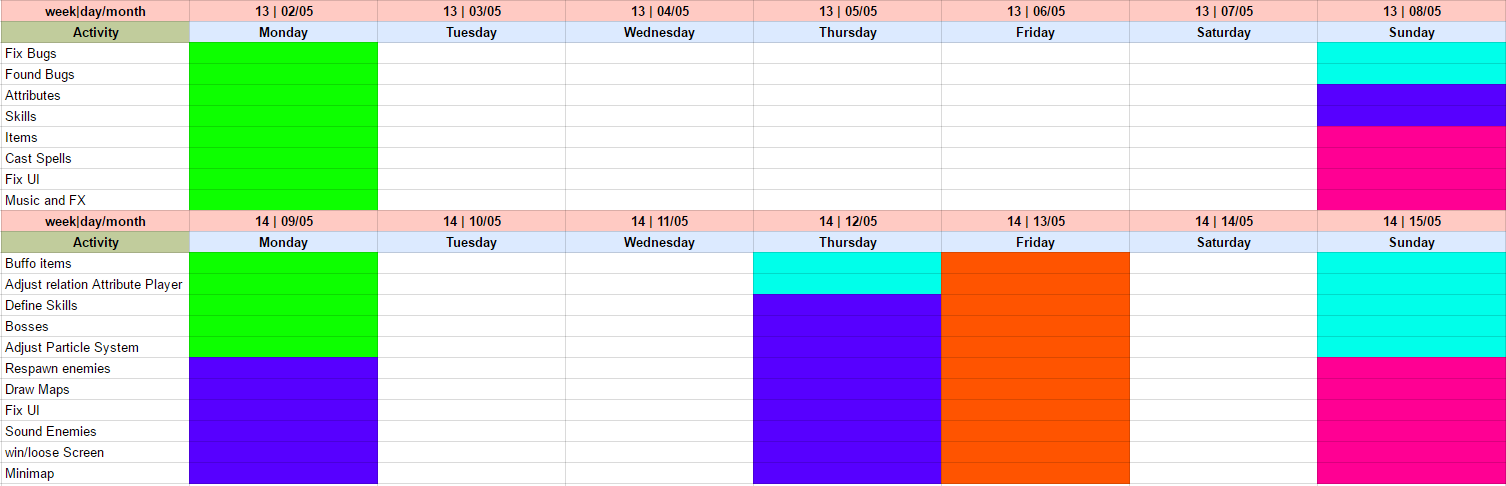 week|day/month 13 | 02/05 13 | 03/05 13 | 04/05 13 | 05/05 13 | 06/05 13 | 07/05 13 | 08/05
Activity Monday Tuesday Wednesday Thursday Friday Saturday Sunday
Fix Bugs
Found Bugs
Attributes
Skills
Items
Cast Spells
Fix UI
Music and FX
week|day/month 14 | 09/05 14 | 10/05 14 | 11/05 14 | 12/05 14 | 13/05 14 | 14/05 14 | 15/05
Activity Monday Tuesday Wednesday Thursday Friday Saturday Sunday
Buffo items
Adjust relation Attribute Player
Define Skills
Bosses
Adjust Particle System
Respawn enemies
Draw Maps
Fix UI
Sound Enemies
win/loose Screen
Minimap